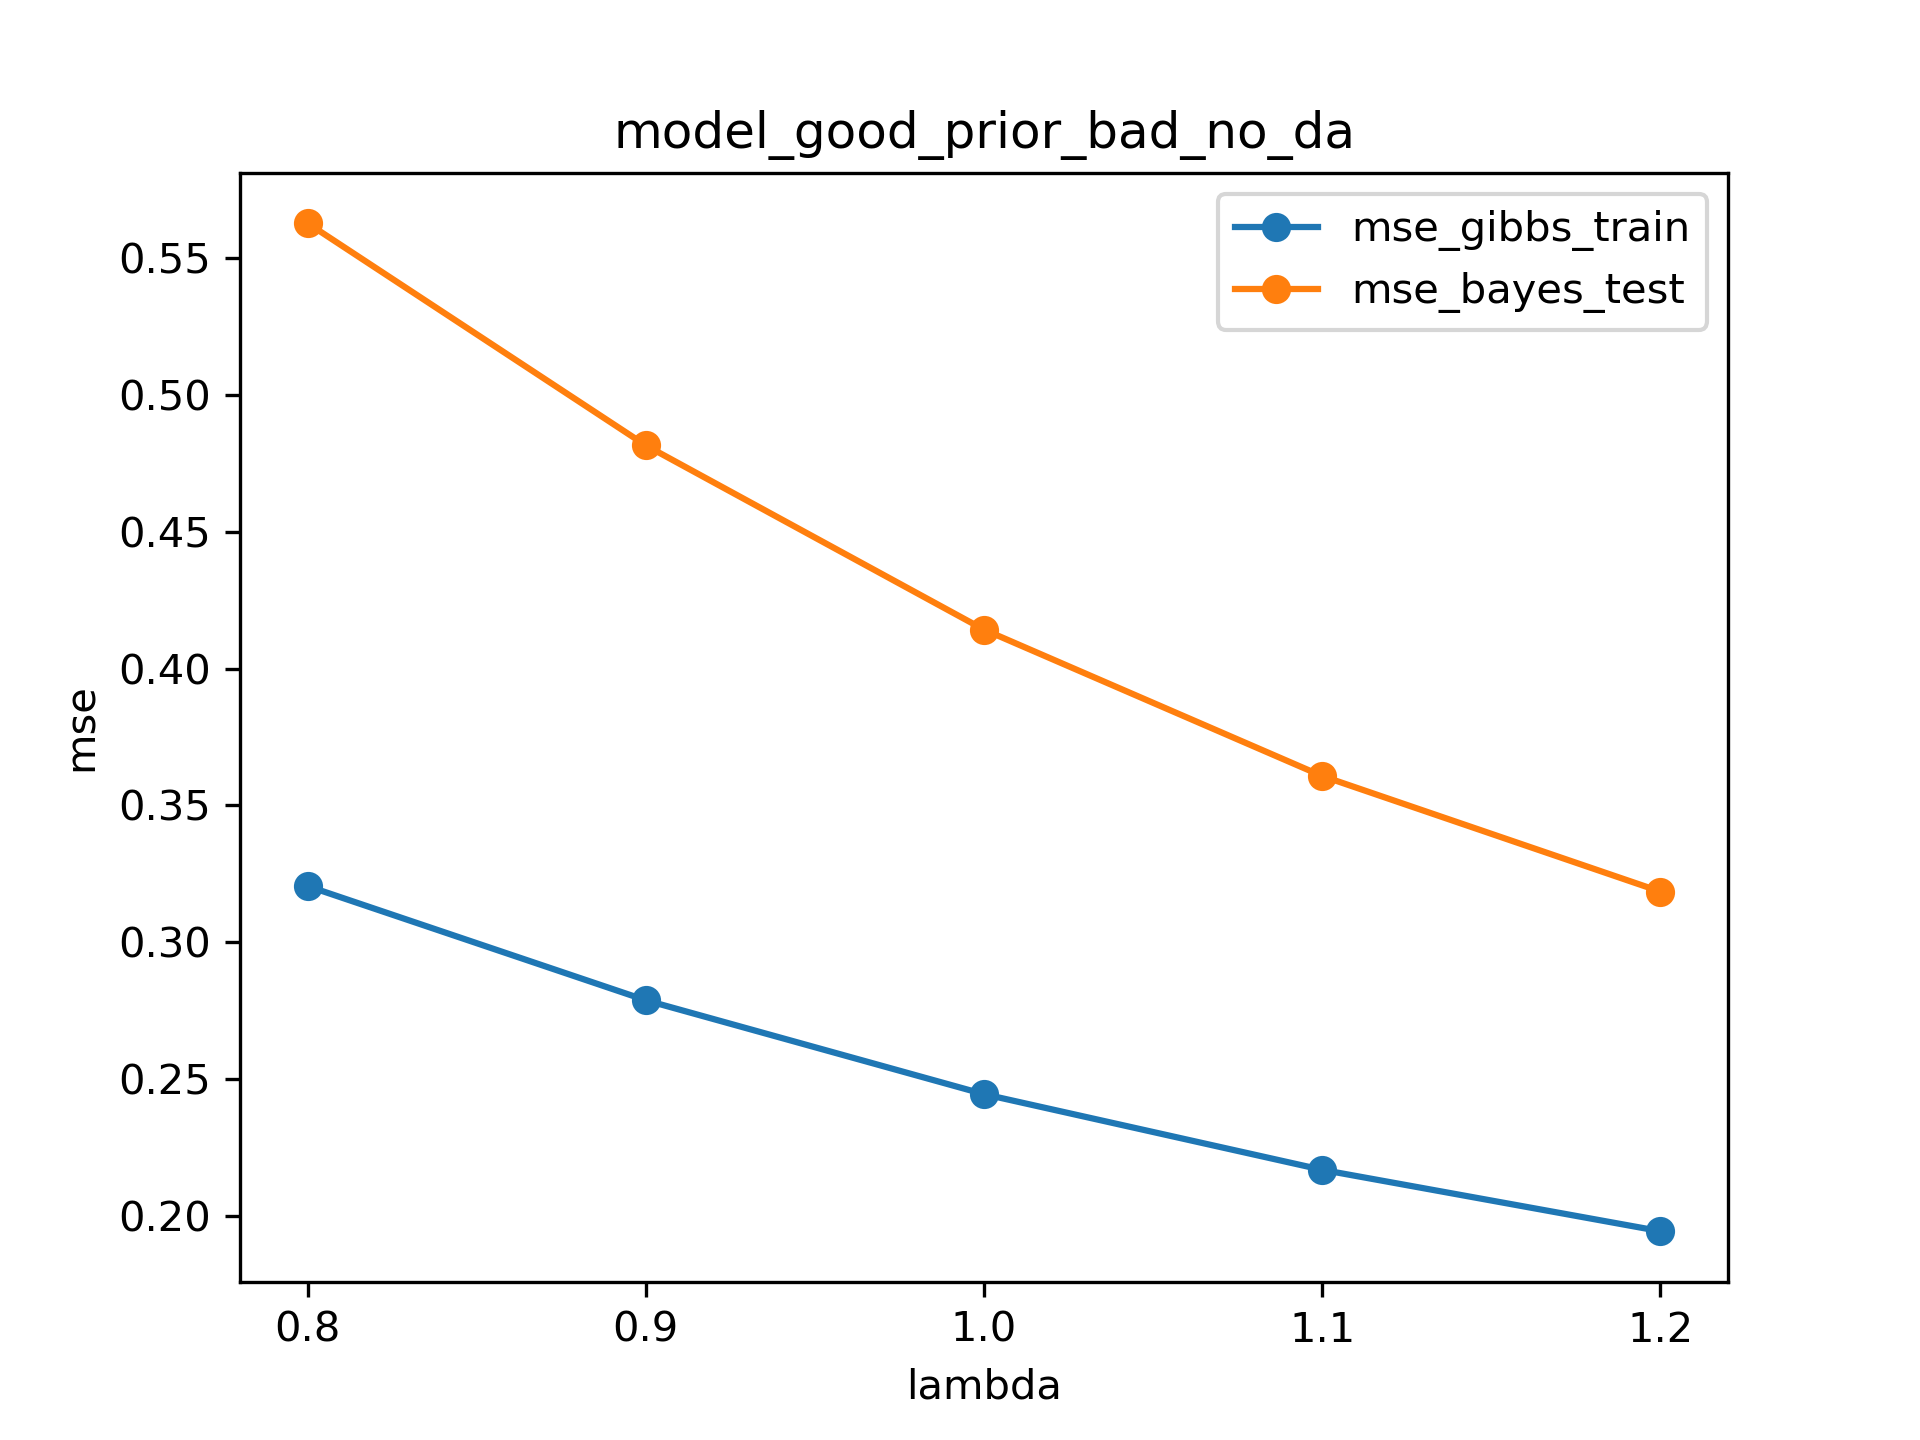 model_good_prior_bad_no_da
mse_gibbs_train
mse_bayes_test
0.55
0.50
0.45
0.40
0.35
0.30
0.25
0.20
mse
0.8 0.9 1.0 1.1 1.2
lambda